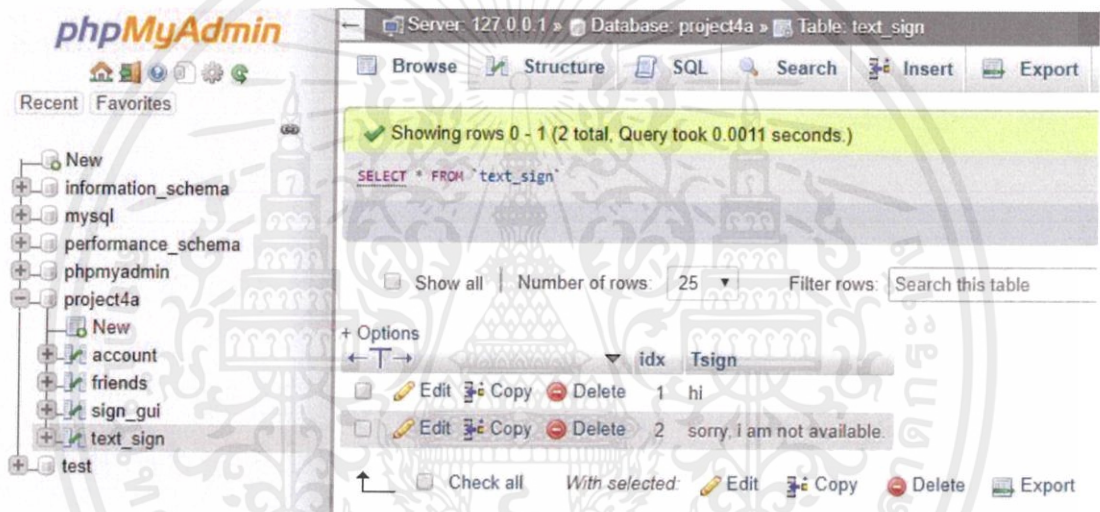 phpMyAdmin
Recent Favorites
New
information_schema
mysql
performance_schema
phpmyadmin
project4a
New
account
friends
sign_gui
text_sign
test
Server: 127.0.0.1 » Database: project4a » Table: text_sign
Browse Structure SQL Search Insert Export
Showing rows 0 - 1 (2 total, Query took 0.0011 seconds.)
SELECT * FROM `text_sign`
Show all | Number of rows: 25 Filter rows: Search this table
+ Options
←T→ idx Tsign
Edit Copy Delete 1 hi
Edit Copy Delete 2 sorry, i am not available.
Check all With selected: Edit Copy Delete Export